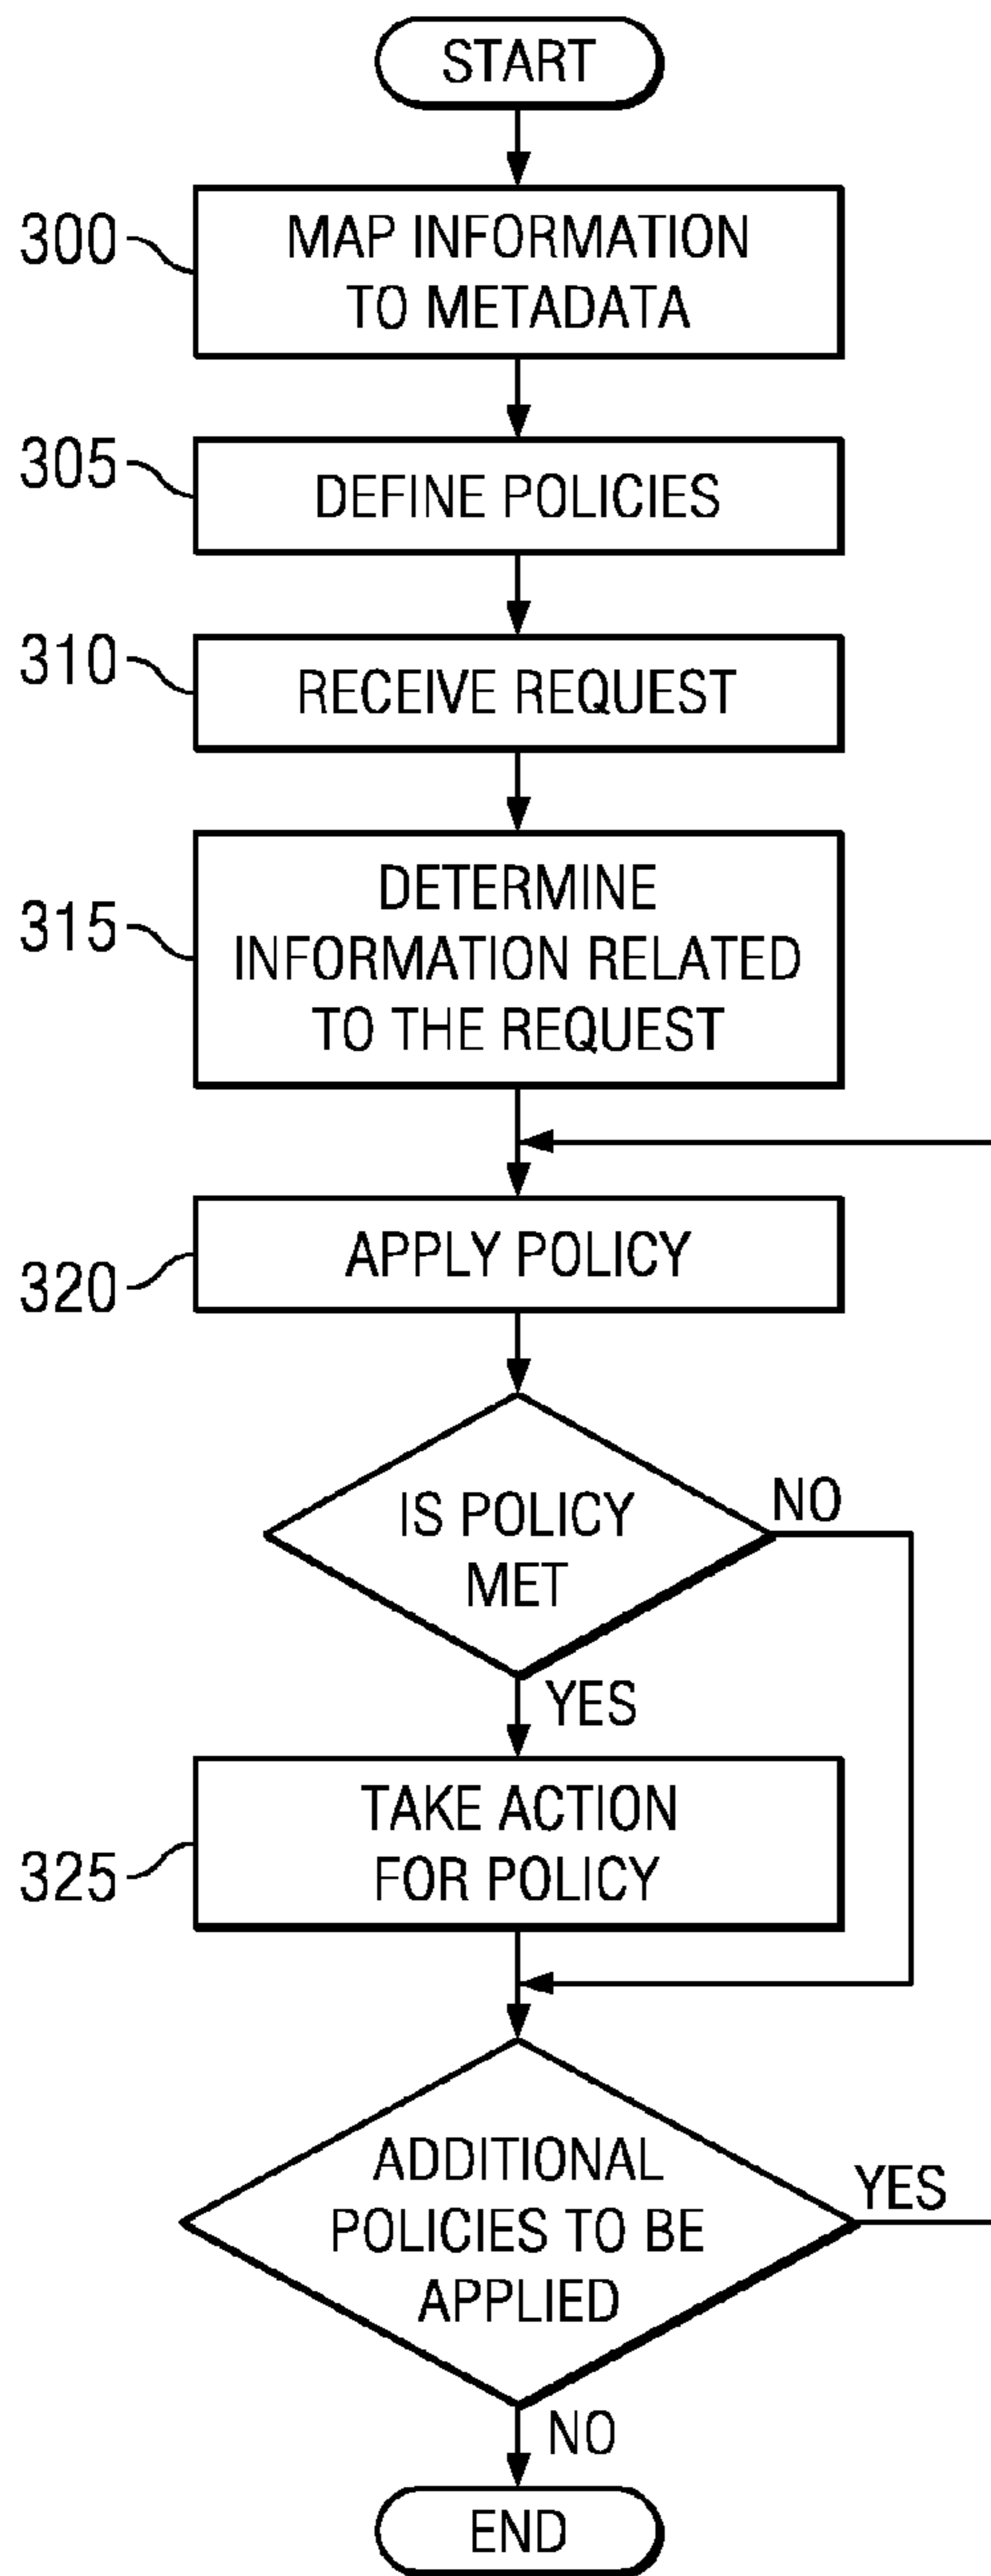 START
300
MAP INFORMATION
TO METADATA
305
DEFINE POLICIES
310
RECEIVE REQUEST
315
DETERMINE
INFORMATION RELATED
TO THE REQUEST
320
APPLY POLICY
IS POLICY
MET
NO
YES
325
TAKE ACTION
FOR POLICY
ADDITIONAL
POLICIES TO BE
APPLIED
YES
NO
END